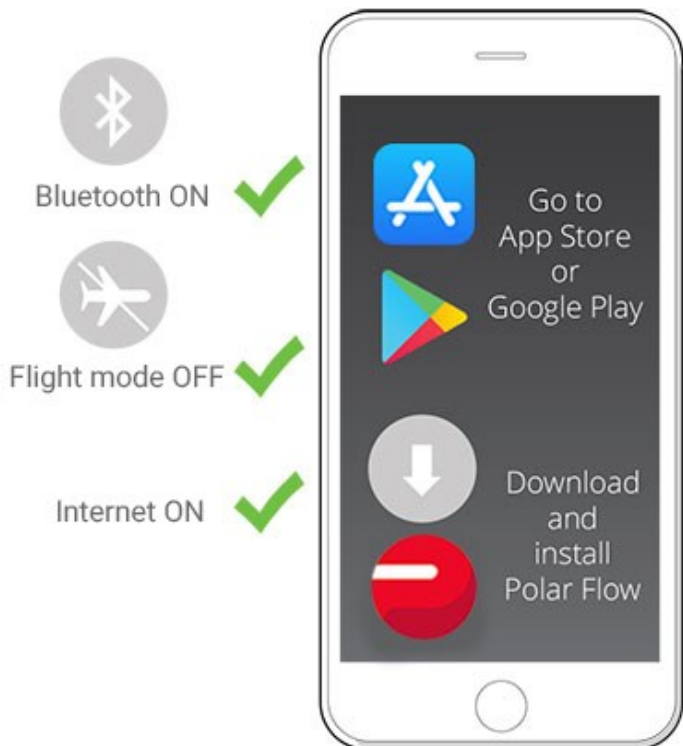 Bluetooth ON
Flight mode OFF
Internet ON
Go to
App Store
or
Google Play
Download
and
install
Polar Flow